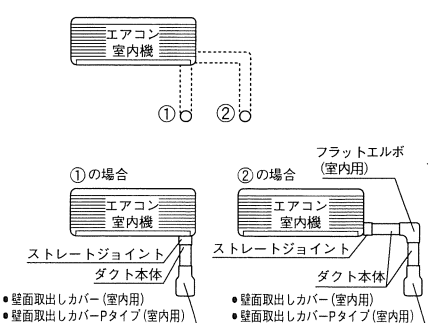 エアコン
室内機
① ②
①の場合
エアコン
室内機
ストレートジョイント
ダクト本体
●壁面取出しカバー(室内用)
●壁面取出しカバーPタイプ(室内用)
②の場合
フラットエルボ
(室内用)
エアコン
室内機
ストレートジョイント
ダクト本体
●壁面取出しカバー(室内用)
●壁面取出しカバーPタイプ(室内用)